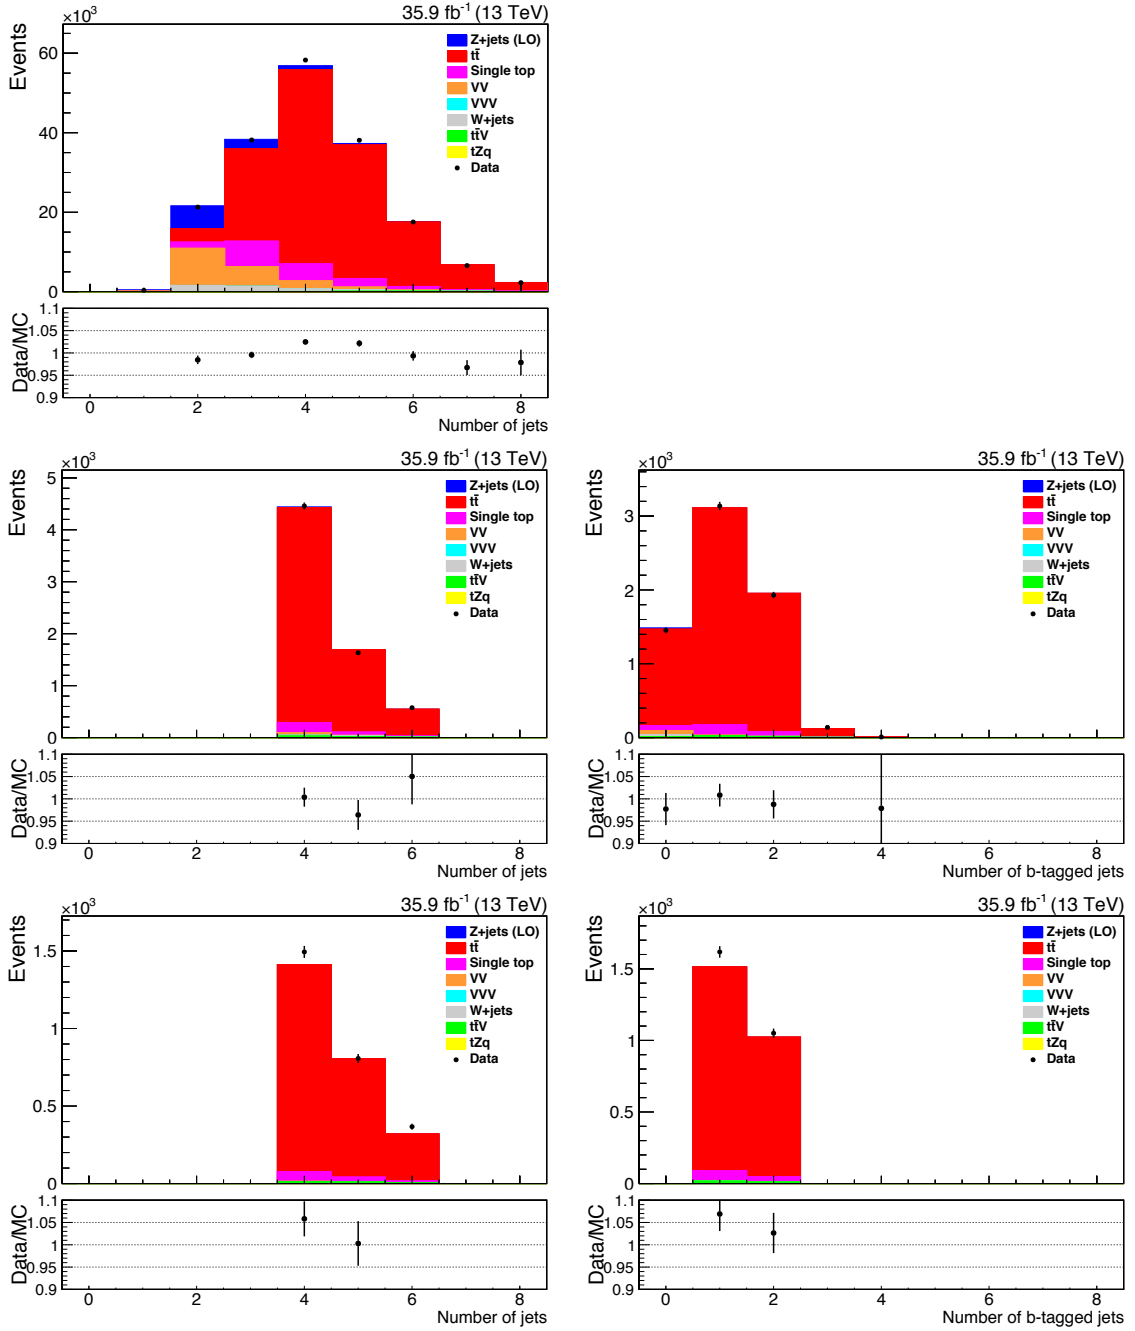 ×10³
35.9 fb⁻¹ (13 TeV)
Events
60
40
20
0
Z+jets (LO)
tt̄
Single top
VV
VVV
W+jets
tt̄V
tZq
Data
Data/MC
1.1
1.05
1
0.95
0.9
0 2 4 6 8
Number of jets
×10³
35.9 fb⁻¹ (13 TeV)
Events
5
4
3
2
1
0
Z+jets (LO)
tt̄
Single top
VV
VVV
W+jets
tt̄V
tZq
Data
Data/MC
1.1
1.05
1
0.95
0.9
0 2 4 6 8
Number of jets
×10³
35.9 fb⁻¹ (13 TeV)
Events
3
2
1
0
Z+jets (LO)
tt̄
Single top
VV
VVV
W+jets
tt̄V
tZq
Data
Data/MC
1.1
1.05
1
0.95
0.9
0 2 4 6 8
Number of b-tagged jets
×10³
35.9 fb⁻¹ (13 TeV)
Events
1.5
1
0.5
0
Z+jets (LO)
tt̄
Single top
VV
VVV
W+jets
tt̄V
tZq
Data
Data/MC
1.1
1.05
1
0.95
0.9
0 2 4 6 8
Number of jets
×10³
35.9 fb⁻¹ (13 TeV)
Events
1.5
1
0.5
0
Z+jets (LO)
tt̄
Single top
VV
VVV
W+jets
tt̄V
tZq
Data
Data/MC
1.1
1.05
1
0.95
0.9
0 2 4 6 8
Number of b-tagged jets